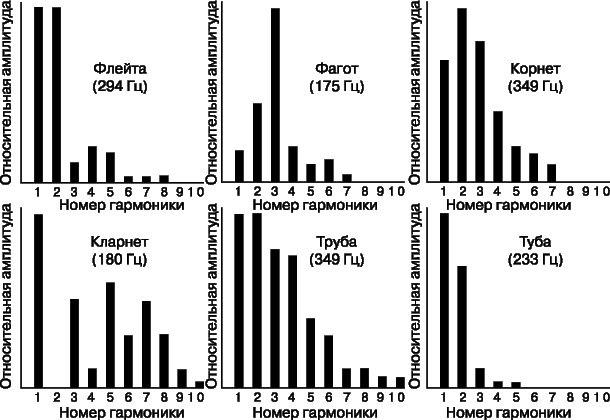 Относительная амплитуда
Флейта
(294 Гц)
1 2 3 4 5 6 7 8 9 10
Номер гармоники
Относительная амплитуда
Фагот
(175 Гц)
1 2 3 4 5 6 7 8 9 10
Номер гармоники
Относительная амплитуда
Корнет
(349 Гц)
1 2 3 4 5 6 7 8 9 10
Номер гармоники
Относительная амплитуда
Кларнет
(180 Гц)
1 2 3 4 5 6 7 8 9 10
Номер гармоники
Относительная амплитуда
Труба
(349 Гц)
1 2 3 4 5 6 7 8 9 10
Номер гармоники
Относительная амплитуда
Туба
(233 Гц)
1 2 3 4 5 6 7 8 9 10
Номер гармоники